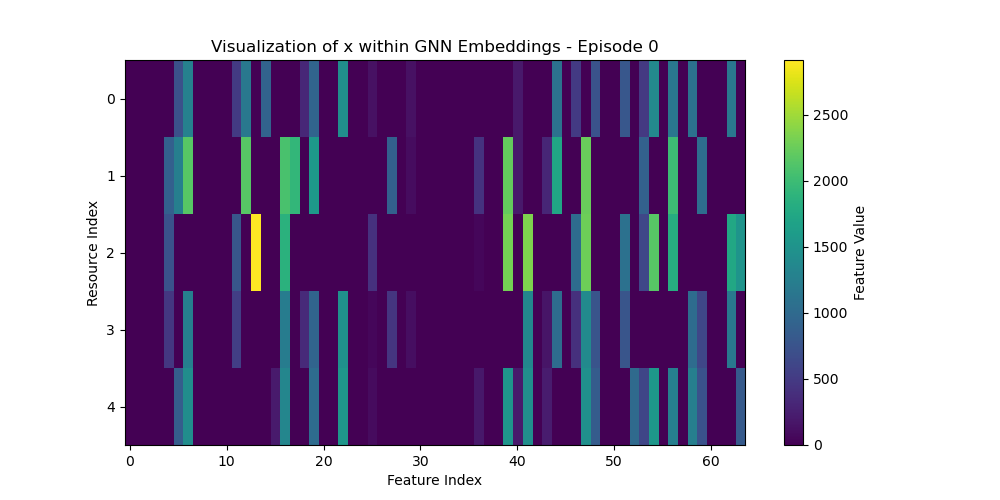 Visualization of x within GNN Embeddings - Episode 0
0
1
2
3
4
Resource Index
0 10 20 30 40 50 60
Feature Index
2500
2000
1500
1000
500
0
Feature Value